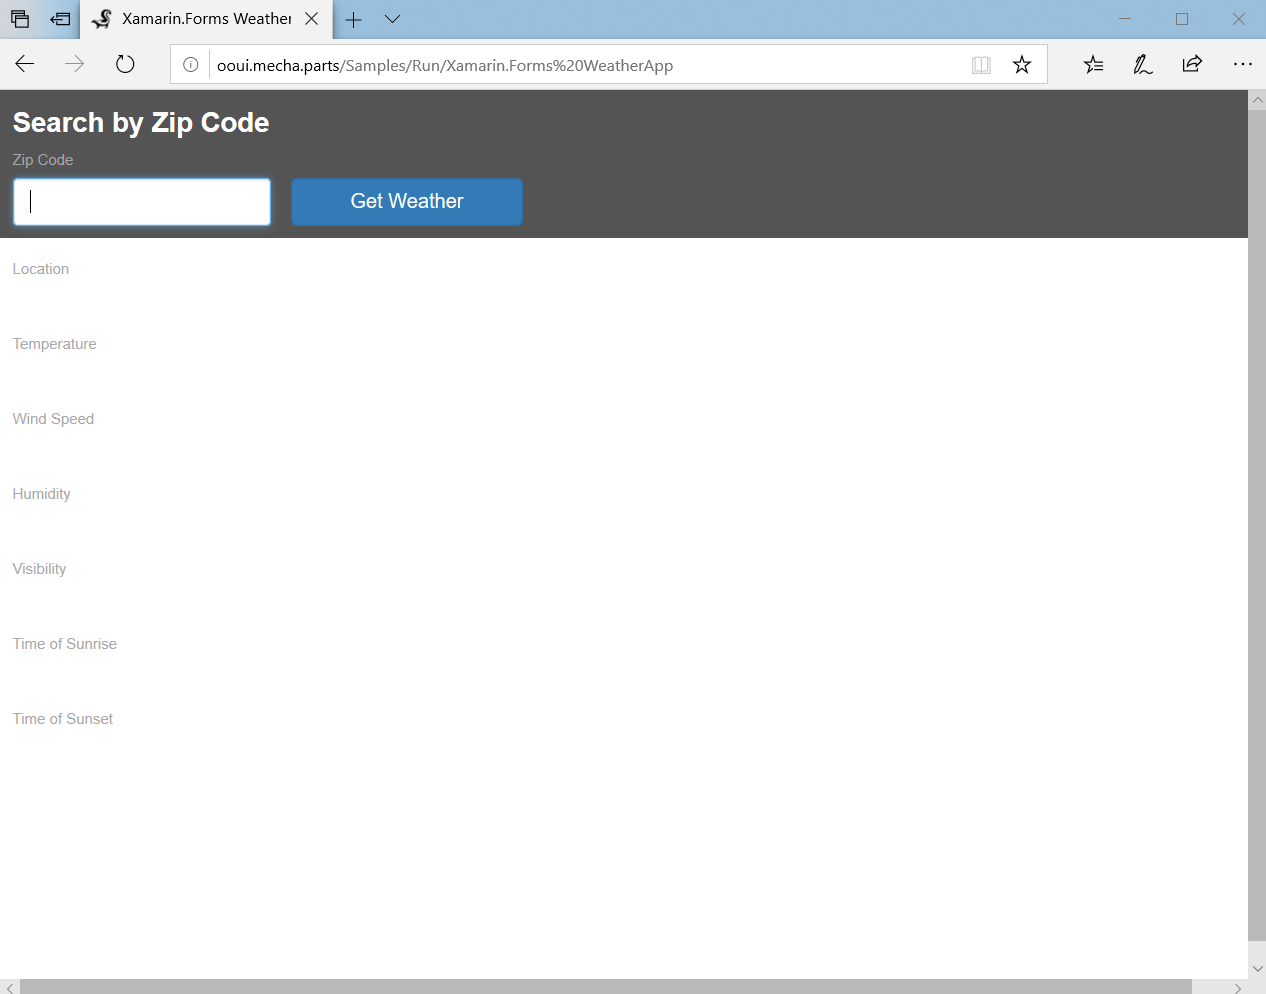 Xamarin.Forms Weather
ooui.mecha.parts/Samples/Run/Xamarin.Forms%20WeatherApp
Search by Zip Code
Zip Code
Get Weather
Location
Temperature
Wind Speed
Humidity
Visibility
Time of Sunrise
Time of Sunset